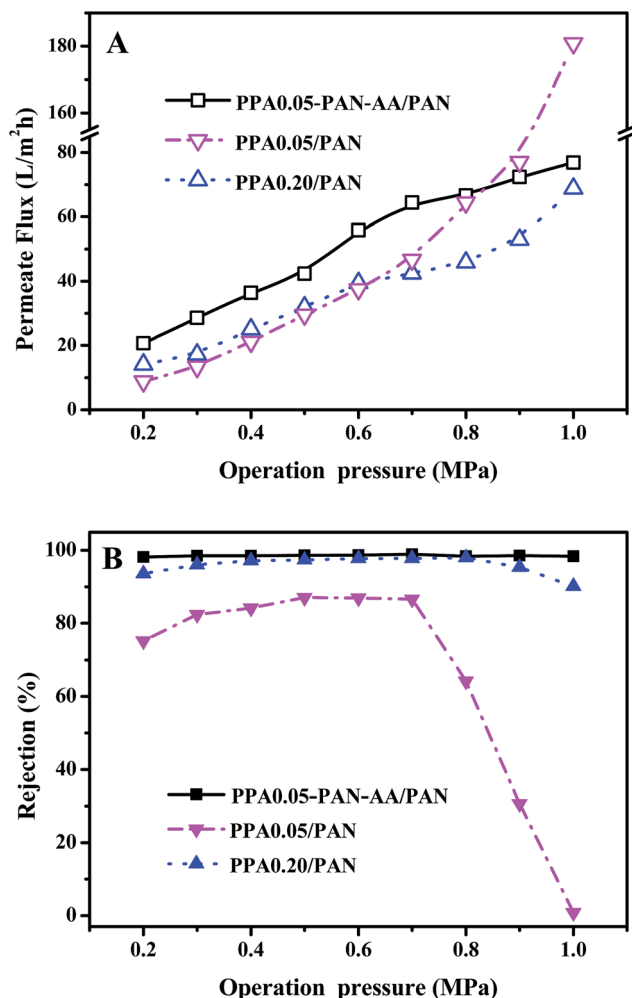 A
180
160
80
60
40
20
0
Permeate Flux (L/m²h)
PPA0.05-PAN-AA/PAN
PPA0.05/PAN
PPA0.20/PAN
0.2 0.4 0.6 0.8 1.0
Operation pressure (MPa)
B
100
80
60
40
20
0
Rejection (%)
PPA0.05-PAN-AA/PAN
PPA0.05/PAN
PPA0.20/PAN
0.2 0.4 0.6 0.8 1.0
Operation pressure (MPa)